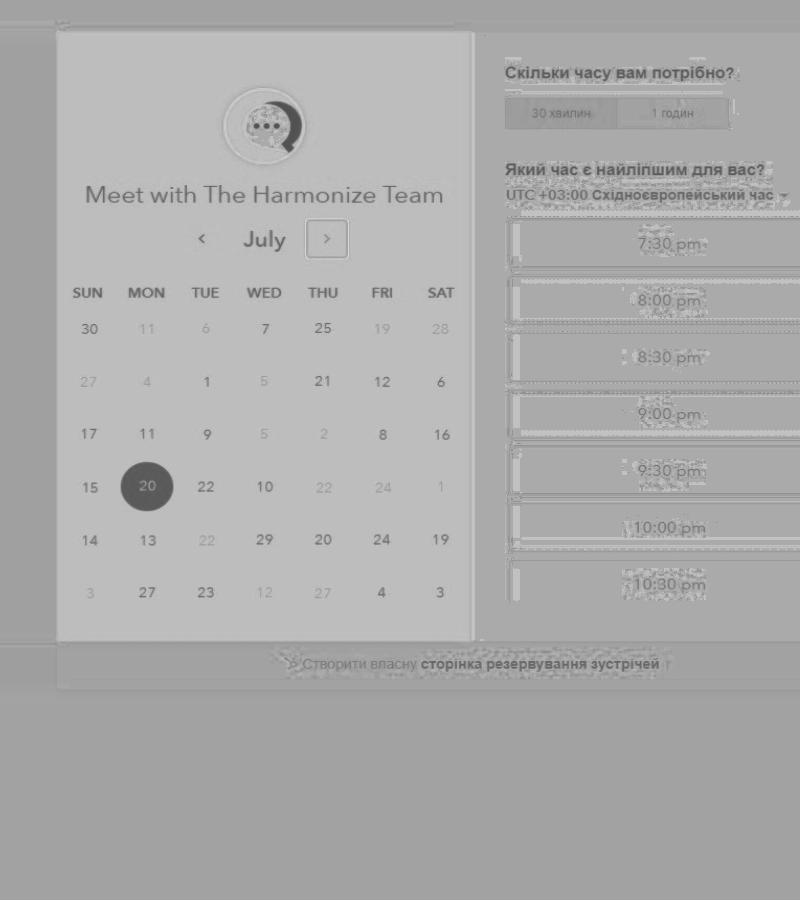 Meet with The Harmonize Team
July
SUN MON TUE WED THU FRI SAT
30 11 6 7 25 19 28
27 4 1 5 21 12 6
17 11 9 5 2 8 16
15 20 22 10 22 24 1
14 13 22 29 20 24 19
3 27 23 12 27 4 3
Скільки часу вам потрібно?
30 хвилин 1 годин
Який час є найліпшим для вас?
UTC +03:00 Східноєвропейський час
7:30 pm
8:00 pm
8:30 pm
9:00 pm
9:30 pm
10:00 pm
10:30 pm
Створити власну сторінка резервування зустрічей